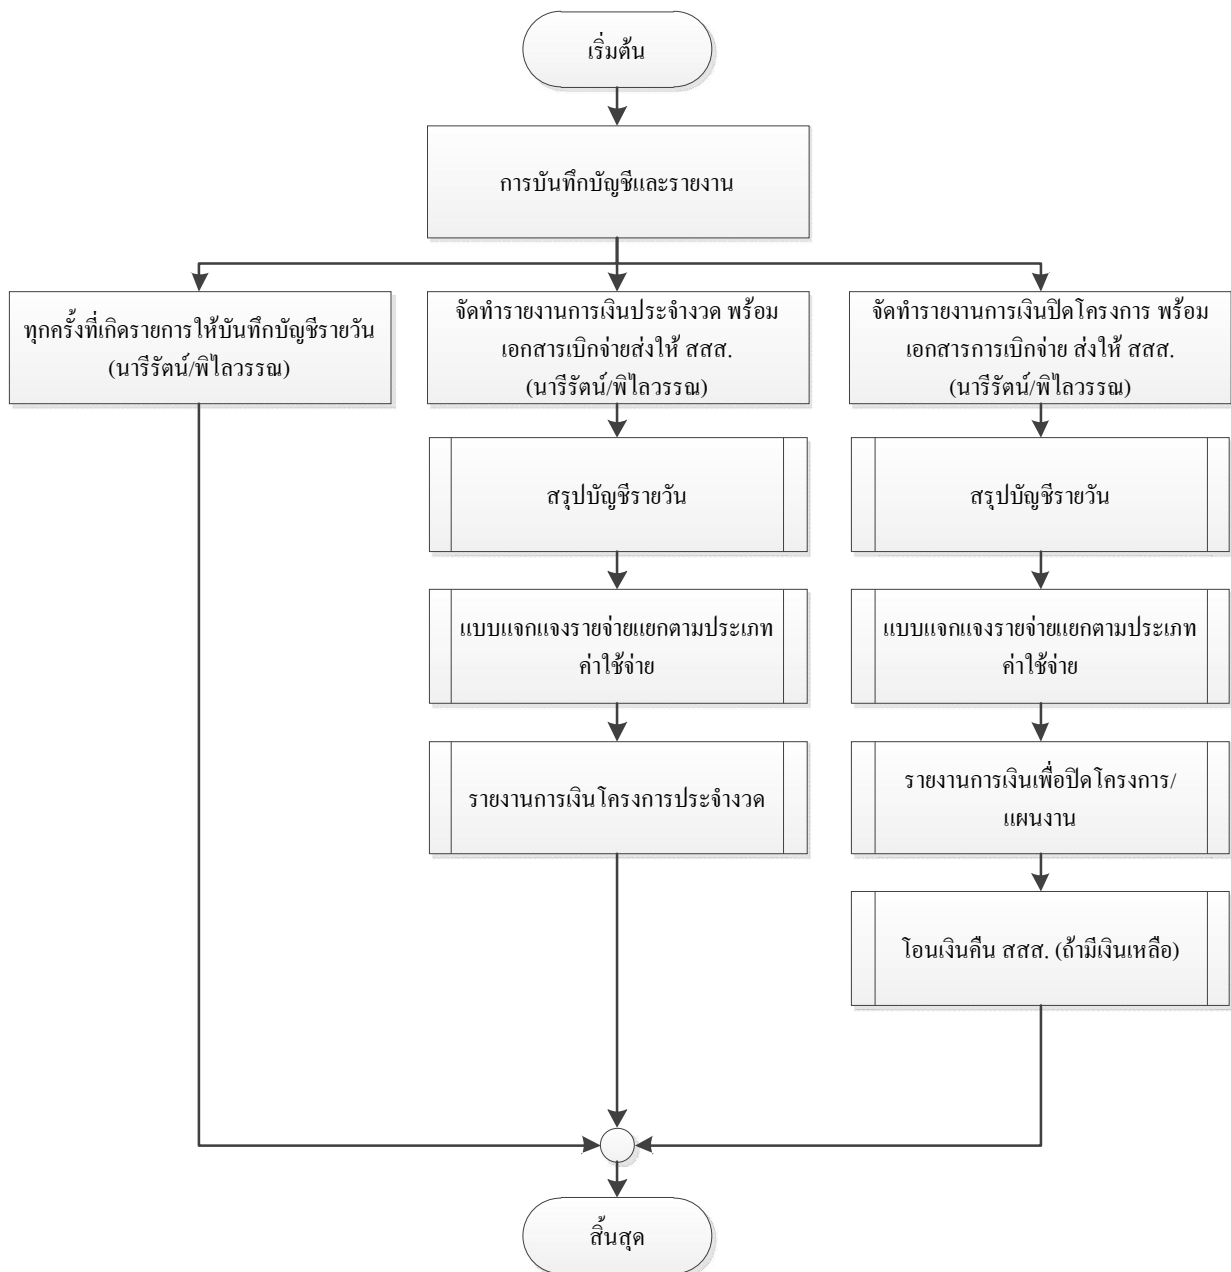 เริ่มต้น
การบันทึกบัญชีและรายงาน
ทุกครั้งที่เกิดรายการให้บันทึกบัญชีรายวัน
(นารีรัตน์/พิไลวรรณ)
จัดทำรายงานการเงินประจำงวด พร้อม
เอกสารเบิกจ่ายส่งให้ สสส.
(นารีรัตน์/พิไลวรรณ)
จัดทำรายงานการเงินปิดโครงการ พร้อม
เอกสารการเบิกจ่าย ส่งให้ สสส.
(นารีรัตน์/พิไลวรรณ)
สรุปบัญชีรายวัน
สรุปบัญชีรายวัน
แบบแจกแจงรายจ่ายแยกตามประเภท
ค่าใช้จ่าย
แบบแจกแจงรายจ่ายแยกตามประเภท
ค่าใช้จ่าย
รายงานการเงินโครงการประจำงวด
รายงานการเงินเพื่อปิดโครงการ/
แผนงาน
โอนเงินคืน สสส. (ถ้ามีเงินเหลือ)
สิ้นสุด